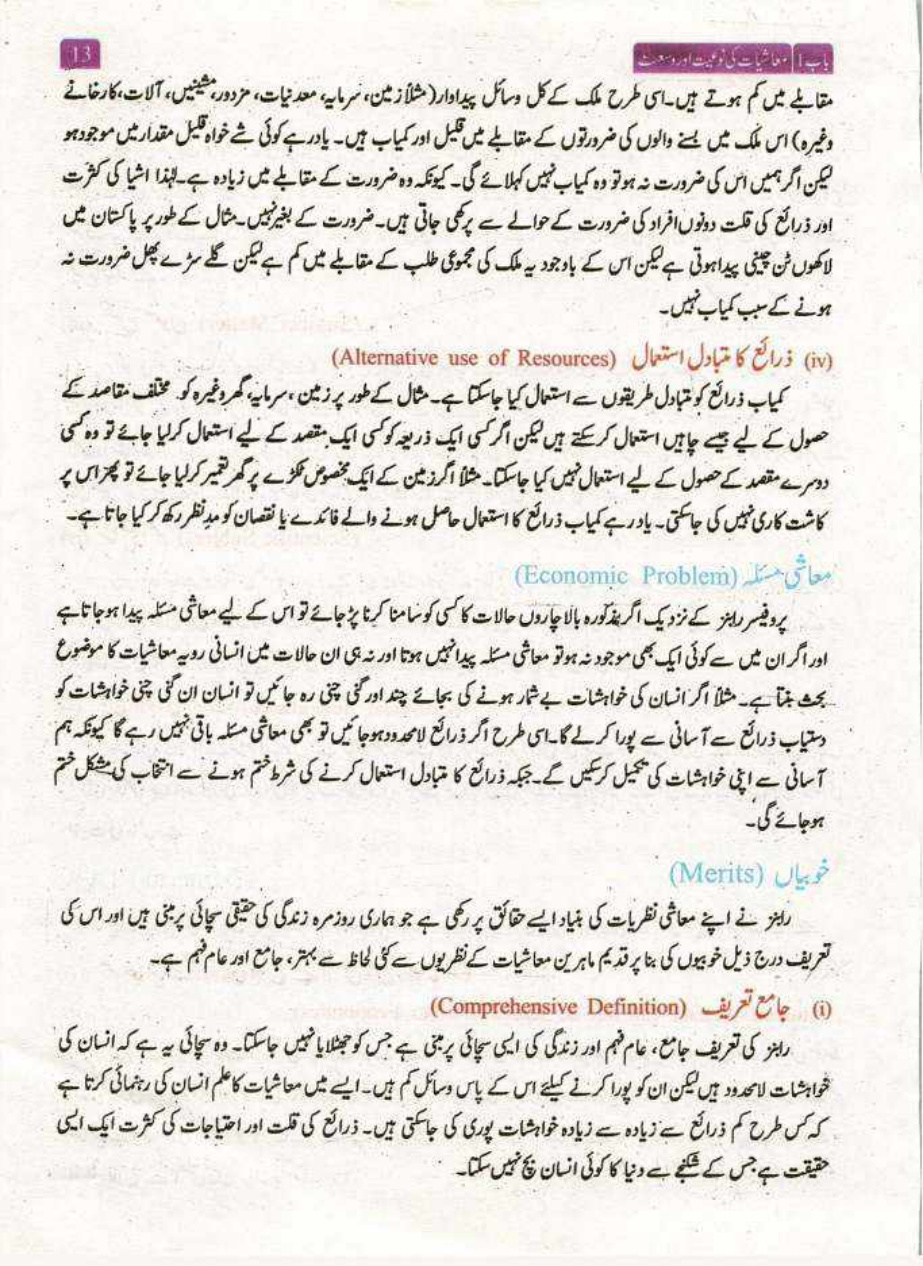 باب 1 معاشیات کی نوعیت اور وسعت
13
مقابلے میں کم ہوتے ہیں۔اسی طرح ملک کے کل وسائل پیداوار(مثلاً زمین، سرمایہ، معدنیات، مزدور، مشینیں، آلات، کارخانے
وغیرہ) اس ملک میں بسنے والوں کی ضرورتوں کے مقابلے میں قلیل اور کمیاب ہیں۔ یاد رہے کوئی شے خواہ قلیل مقدار میں موجود ہو
لیکن اگر ہمیں اس کی ضرورت نہ ہو تو وہ کمیاب نہیں کہلائے گی۔ کیونکہ وہ ضرورت کے مقابلے میں زیادہ ہے۔لہٰذا اشیا کی کثرت
اور ذرائع کی قلت دونوں افراد کی ضرورت کے حوالے سے پرکھی جاتی ہیں۔ضرورت کے بغیر نہیں۔مثال کے طور پر پاکستان میں
لاکھوں ٹن چینی پیدا ہوتی ہے لیکن اس کے باوجود یہ ملک کی مجموعی طلب کے مقابلے میں کم ہے لیکن گلے سڑے پھل ضرورت نہ
ہونے کے سبب کمیاب نہیں۔
(iv) ذرائع کا متبادل استعمال (Alternative use of Resources)
کمیاب ذرائع کو متبادل طریقوں سے استعمال کیا جاسکتا ہے۔مثال کے طور پر زمین ،سرمایہ، گھر وغیرہ کو مختلف مقاصد کے
حصول کے لیے جیسے چاہیں استعمال کرسکتے ہیں لیکن اگر کسی ایک ذریعہ کو کسی ایک مقصد کے لیے استعمال کرلیا جائے تو وہ کسی
دوسرے مقصد کے حصول کے لیے استعمال نہیں کیا جاسکتا۔ مثلاً اگر زمین کے ایک مخصوص ٹکڑے پر گھر تعمیر کرلیا جائے تو پھر اس پر
کاشت کاری نہیں کی جاسکتی۔ یاد رہے کمیاب ذرائع کا استعمال حاصل ہونے والے فائدے یا نقصان کو مدنظر رکھ کر کیا جاتا ہے۔
معاشی مسئلہ (Economic Problem)
پروفیسر رابنز کے نزدیک اگر مذکورہ بالا چاروں حالات کا کسی کو سامنا کرنا پڑ جائے تو اس کے لیے معاشی مسئلہ پیدا ہوجاتا ہے
اور اگر ان میں سے کوئی ایک بھی موجود نہ ہو تو معاشی مسئلہ پیدا نہیں ہوتا اور نہ ہی ان حالات میں انسانی رویہ معاشیات کا موضوع
بحث بنتا ہے۔ مثلاً اگر انسان کی خواہشات بے شمار ہونے کی بجائے چند اور گنی چنی رہ جائیں تو انسان ان گنی چنی خواہشات کو
دستیاب ذرائع سے آسانی سے پورا کرلے گا۔اسی طرح اگر ذرائع لامحدود ہوجائیں تو بھی معاشی مسئلہ باقی نہیں رہے گا کیونکہ ہم
آسانی سے اپنی خواہشات کی تکمیل کرسکیں گے۔جبکہ ذرائع کا متبادل استعمال کرنے کی شرط ختم ہونے سے انتخاب کی مشکل ختم
ہوجائے گی۔
خوبیاں (Merits)
رابنز نے اپنے معاشی نظریات کی بنیاد ایسے حقائق پر رکھی ہے جو ہماری روزمرہ زندگی کی حقیقی سچائی پر مبنی ہیں اور اس کی
تعریف درج ذیل خوبیوں کی بنا پر قدیم ماہرین معاشیات کے نظریوں سے کئی لحاظ سے بہتر، جامع اور عام فہم ہے۔
(i) جامع تعریف (Comprehensive Definition)
رابنز کی تعریف جامع، عام فہم اور زندگی کی ایسی سچائی پر مبنی ہے جس کو جھٹلایا نہیں جاسکتا۔ وہ سچائی یہ ہے کہ انسان کی
خواہشات لامحدود ہیں لیکن ان کو پورا کرنے کیلئے اس کے پاس وسائل کم ہیں۔ایسے میں معاشیات کا علم انسان کی رہنمائی کرتا ہے
کہ کس طرح کم ذرائع سے زیادہ سے زیادہ خواہشات پوری کی جاسکتی ہیں۔ ذرائع کی قلت اور احتیاجات کی کثرت ایک ایسی
حقیقت ہے جس کے شکنجے سے دنیا کا کوئی انسان بچ نہیں سکتا۔